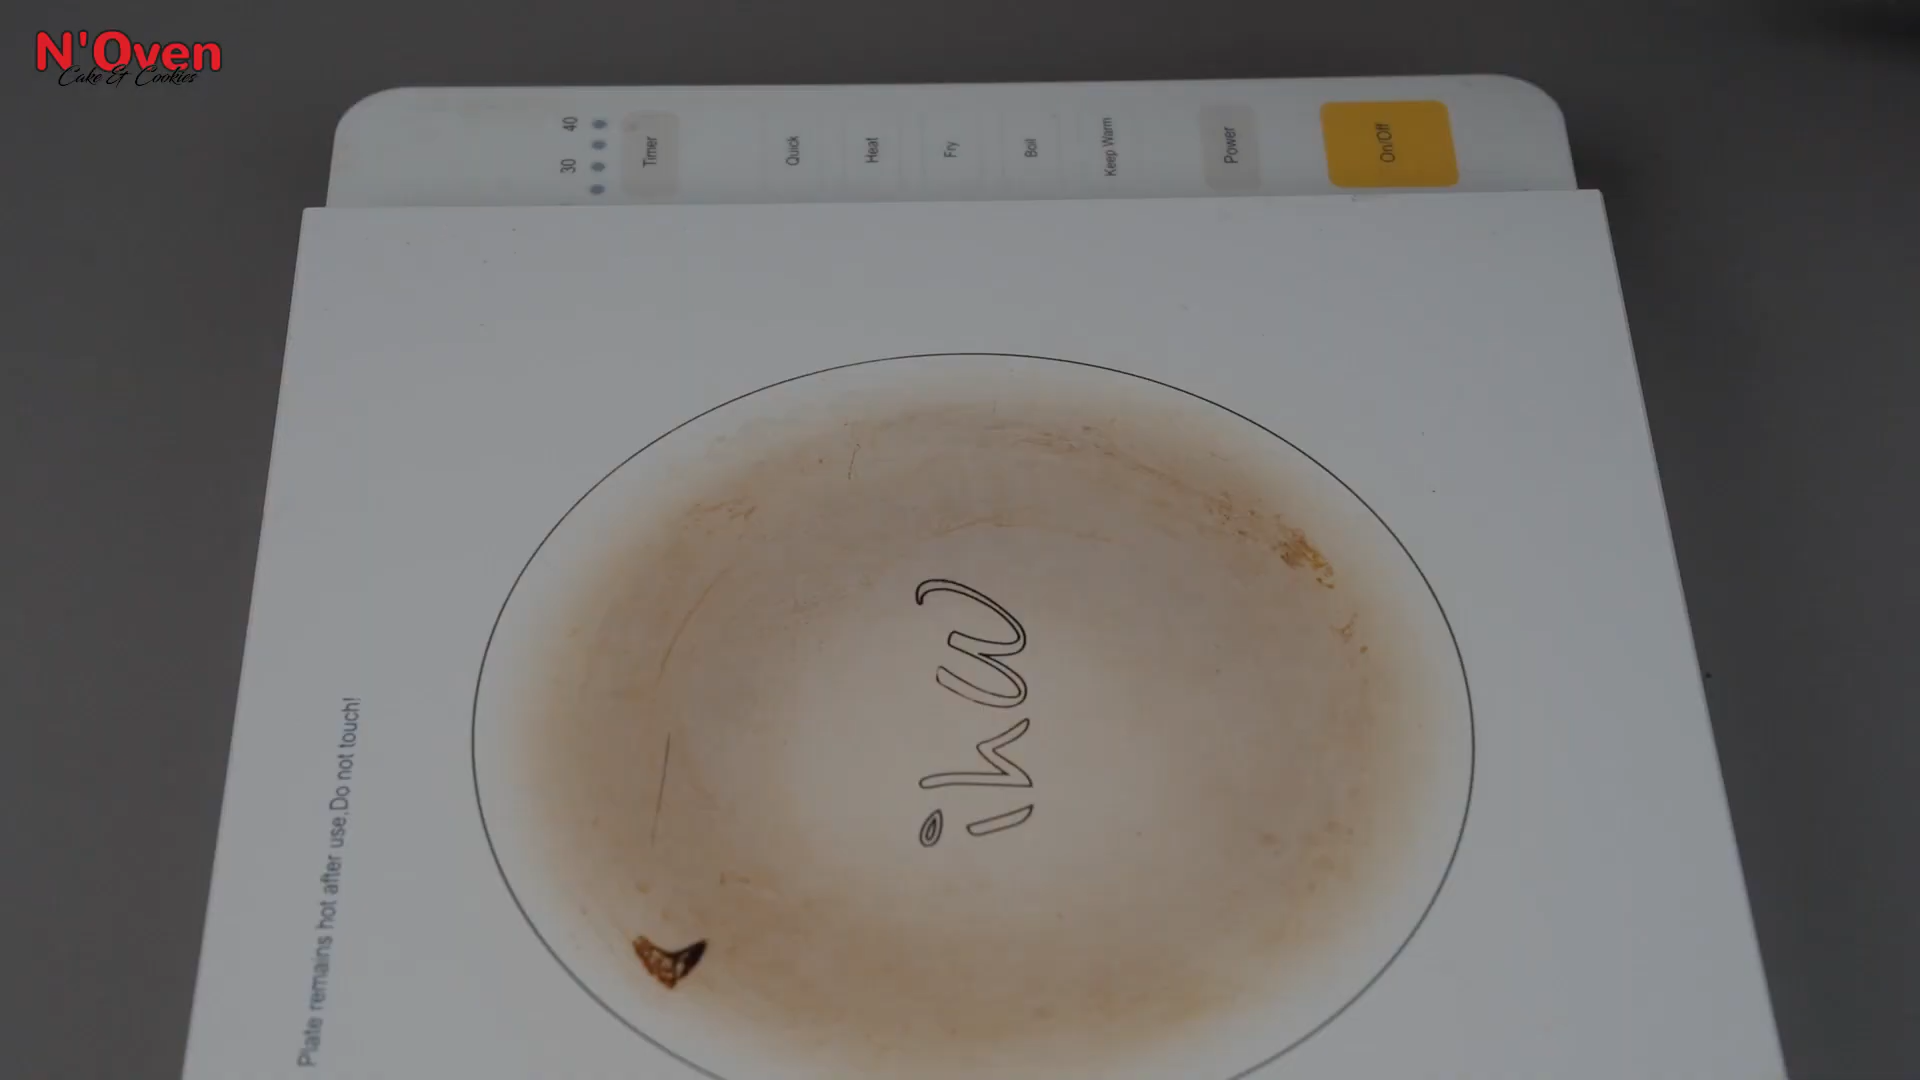 N'Oven
Cake & Cookies
40
30
Timer
Quick
Heat
Fry
Boil
Keep Warm
Power
On/Off
Plate remains hot after use.Do not touch!